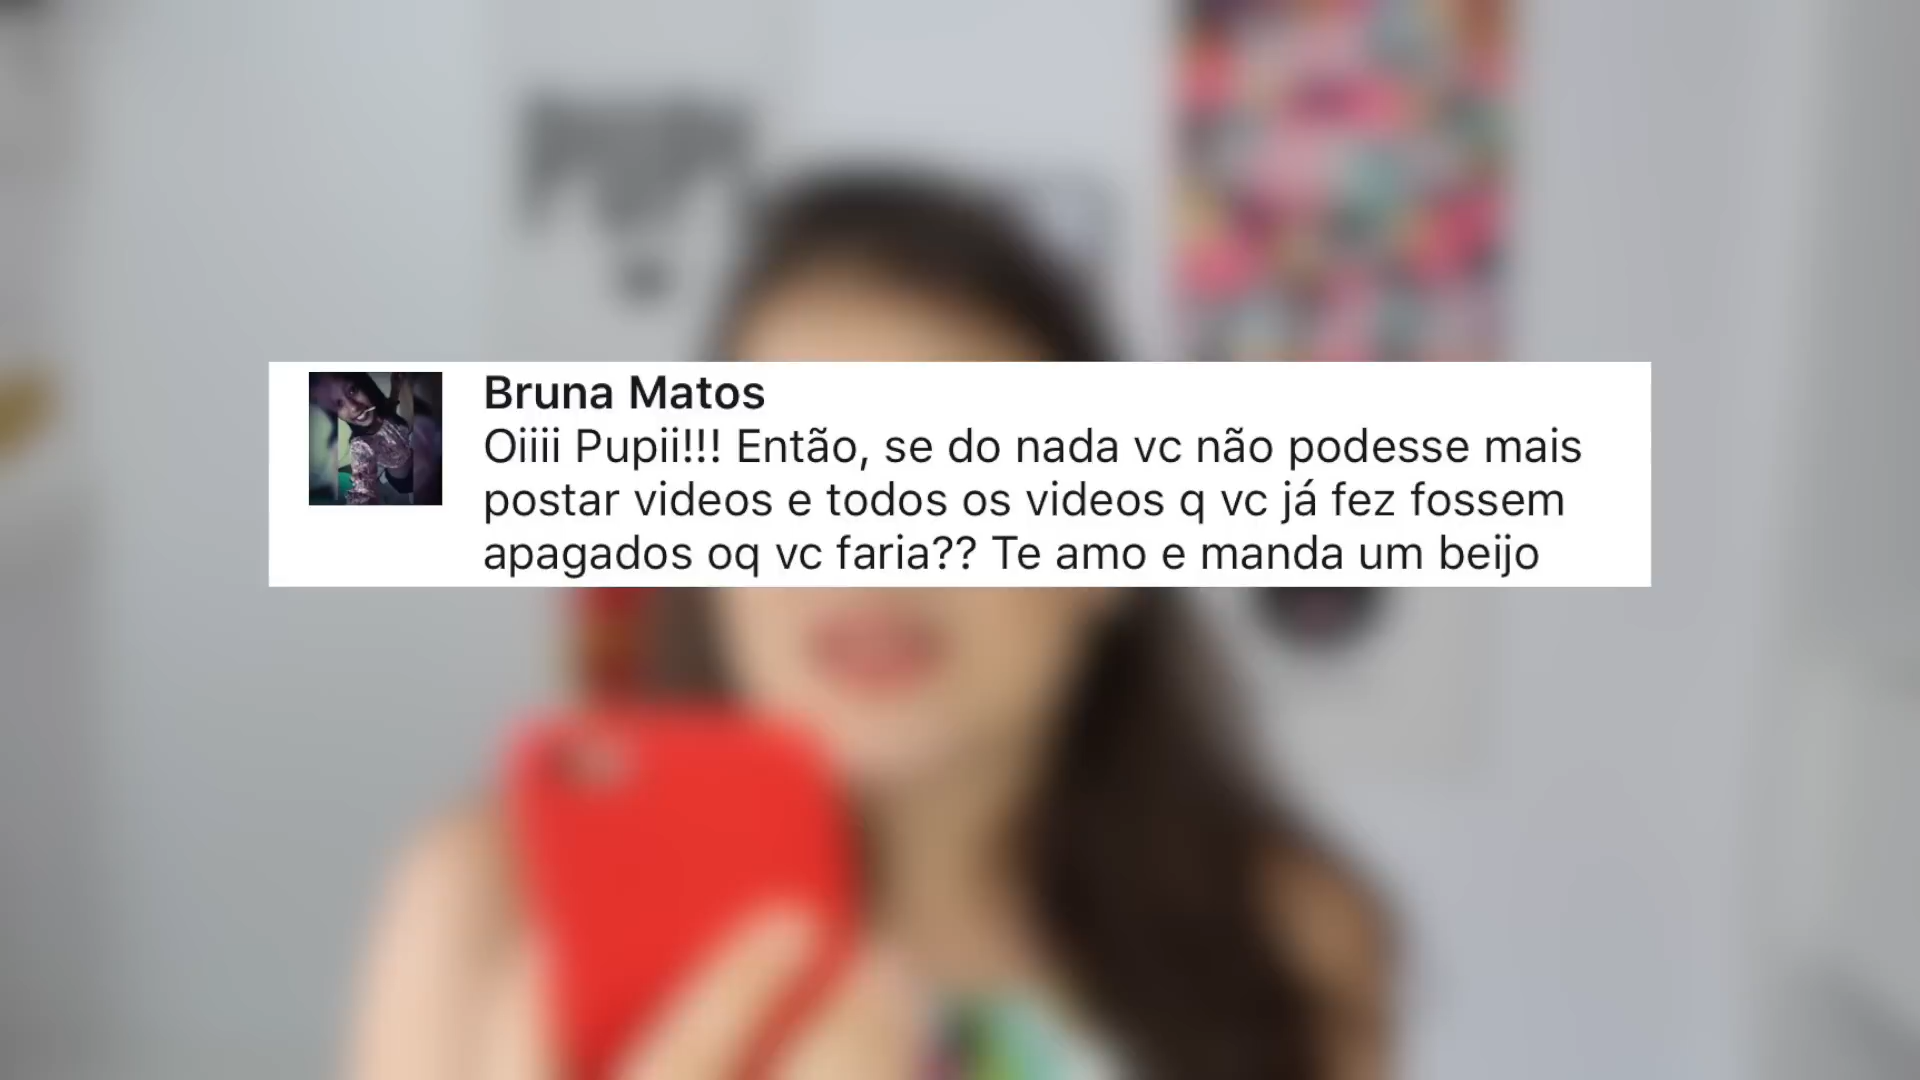 Bruna Matos
Oiiii Pupii!!! Então, se do nada vc não podesse mais
postar videos e todos os videos q vc já fez fossem
apagados oq vc faria?? Te amo e manda um beijo